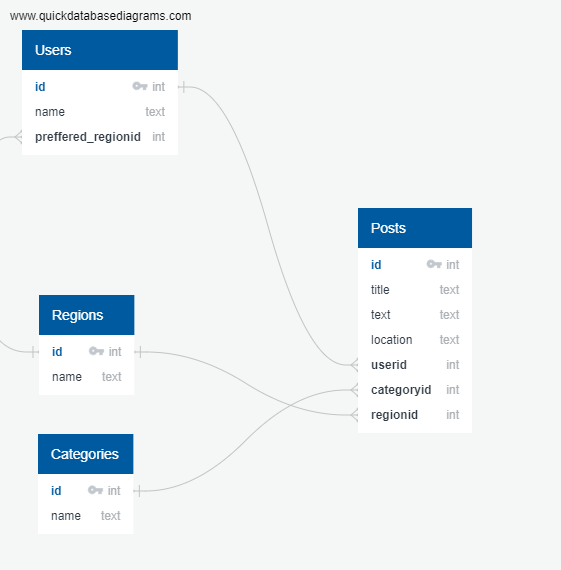 www.quickdatabasediagrams.com
Users
id int
name text
preffered_regionid int
Posts
id int
title text
text text
location text
userid int
categoryid int
regionid int
Regions
id int
name text
Categories
id int
name text